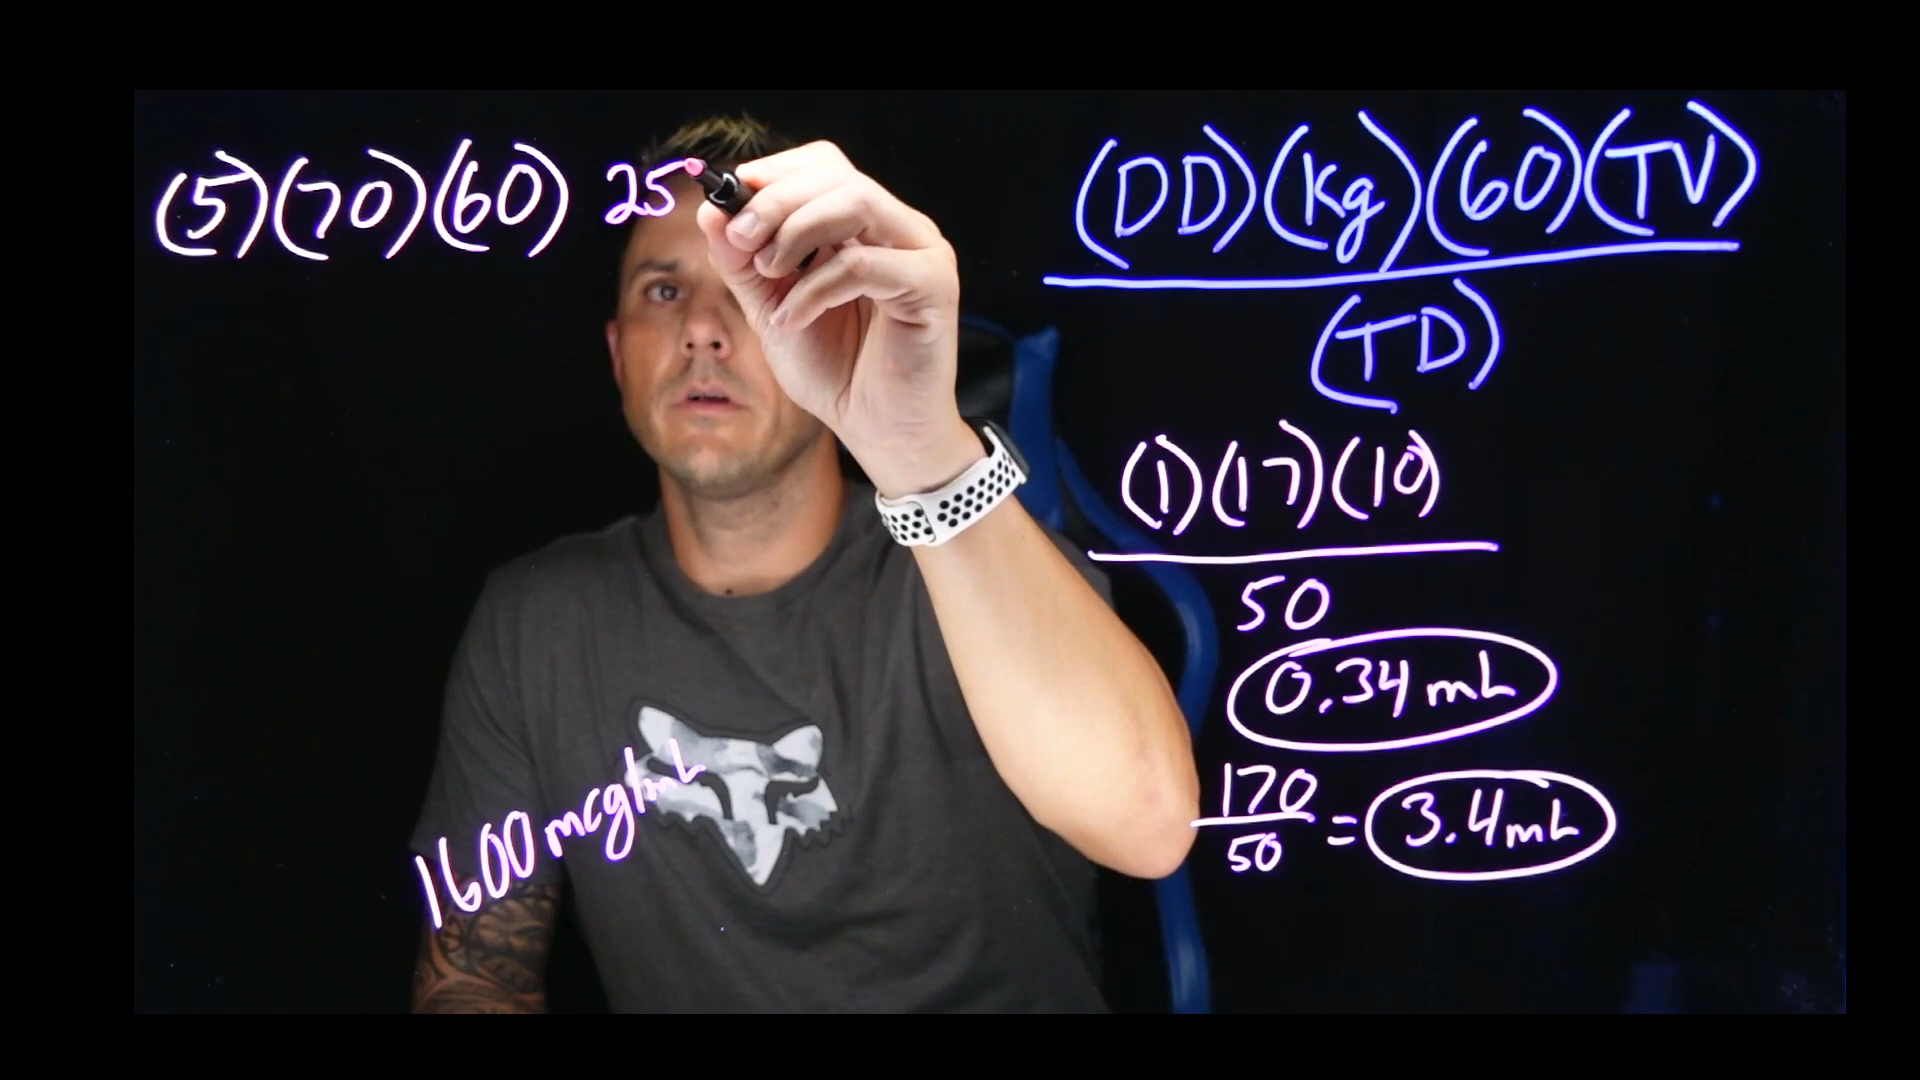 (5)(70)(60) 25
1600 mcg/mL
(DD)(Kg)(60)(TV)
(TD)
(1)(17)(10)
50
0.34 mL
170
50
= 3.4 mL